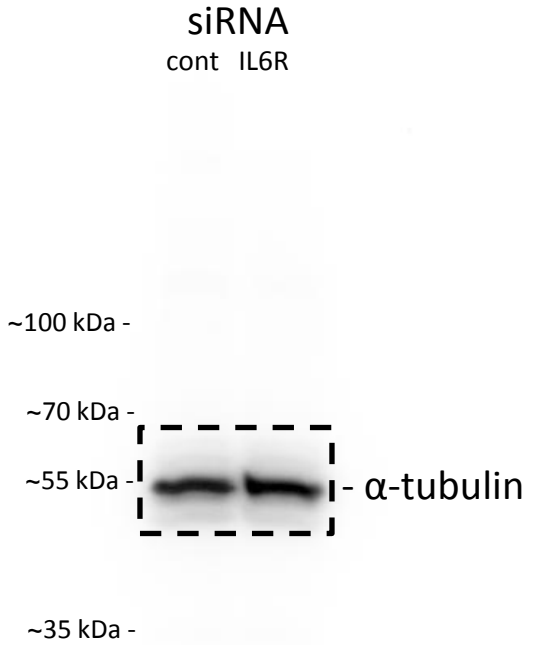 siRNA
cont IL6R
~100 kDa -
~70 kDa -
~55 kDa -
- α-tubulin
~35 kDa -